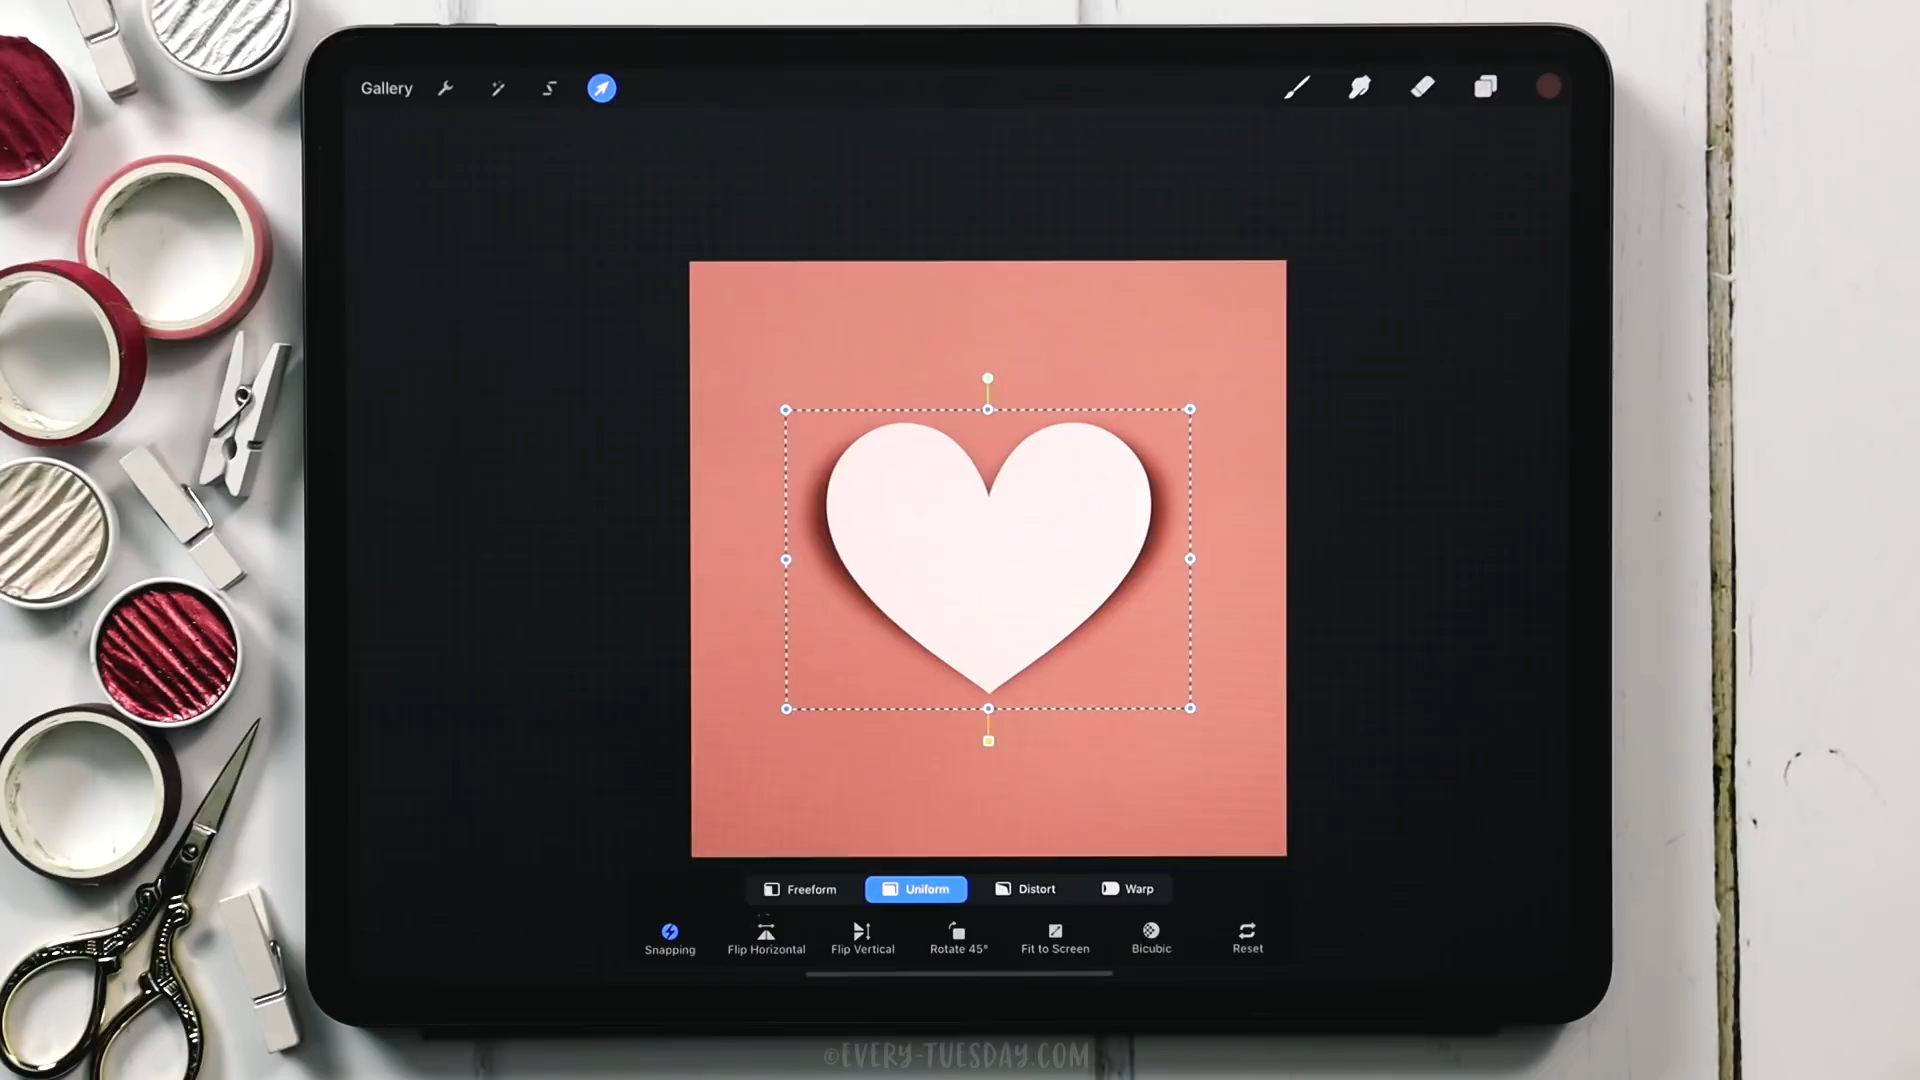 Gallery
Freeform Uniform Distort Warp
Snapping Flip Horizontal Flip Vertical Rotate 45° Fit to Screen Bicubic Reset
©EVERY-TUESDAY.COM